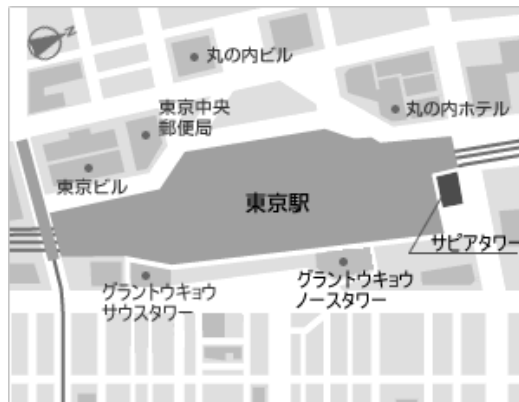 N
丸の内ビル
丸の内ホテル
東京中央
郵便局
東京ビル
東京駅
サピアタワー
グラントウキョウ
サウスタワー
グラントウキョウ
ノースタワー